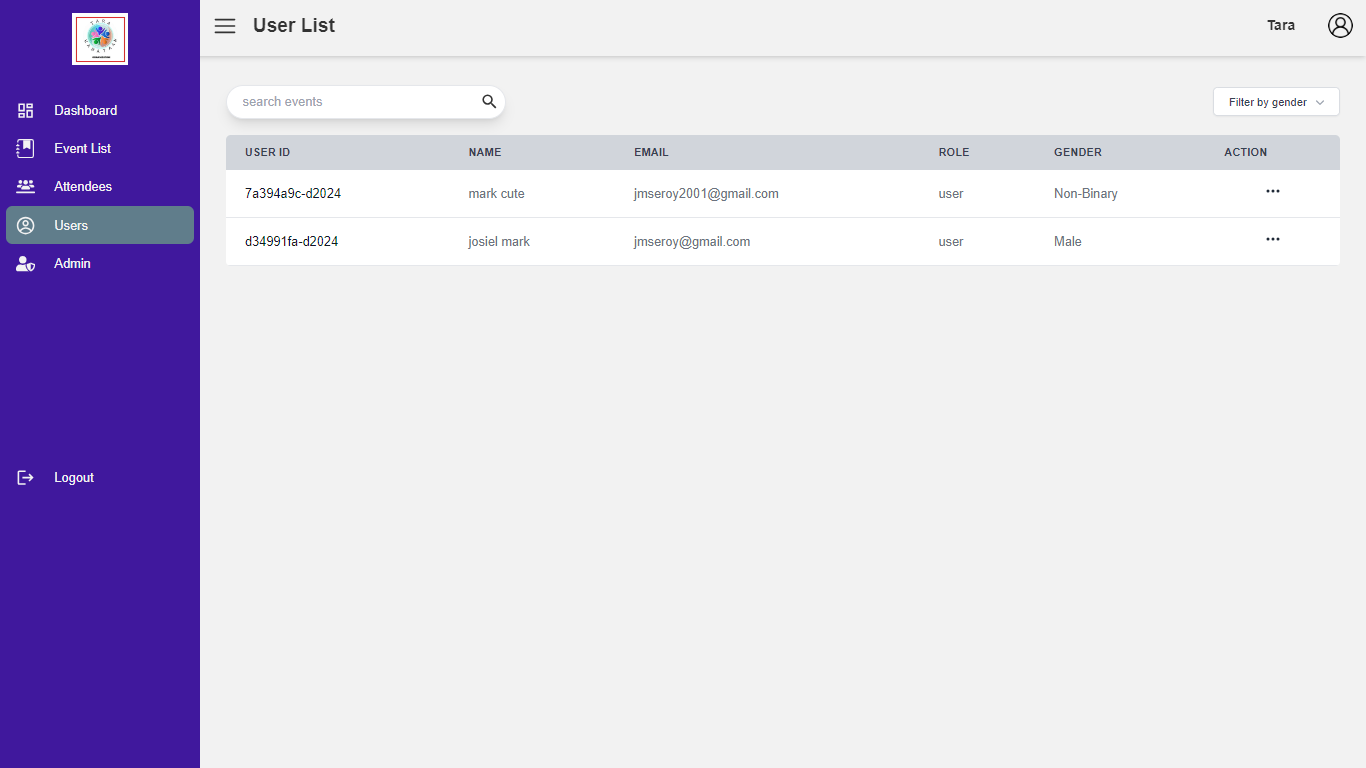 TARA
User List
Tara
Dashboard
Event List
Attendees
Users
Admin
Logout
search events
Filter by gender
USER ID NAME EMAIL ROLE GENDER ACTION
7a394a9c-d2024 mark cute jmseroy2001@gmail.com user Non-Binary
d34991fa-d2024 josiel mark jmseroy@gmail.com user Male